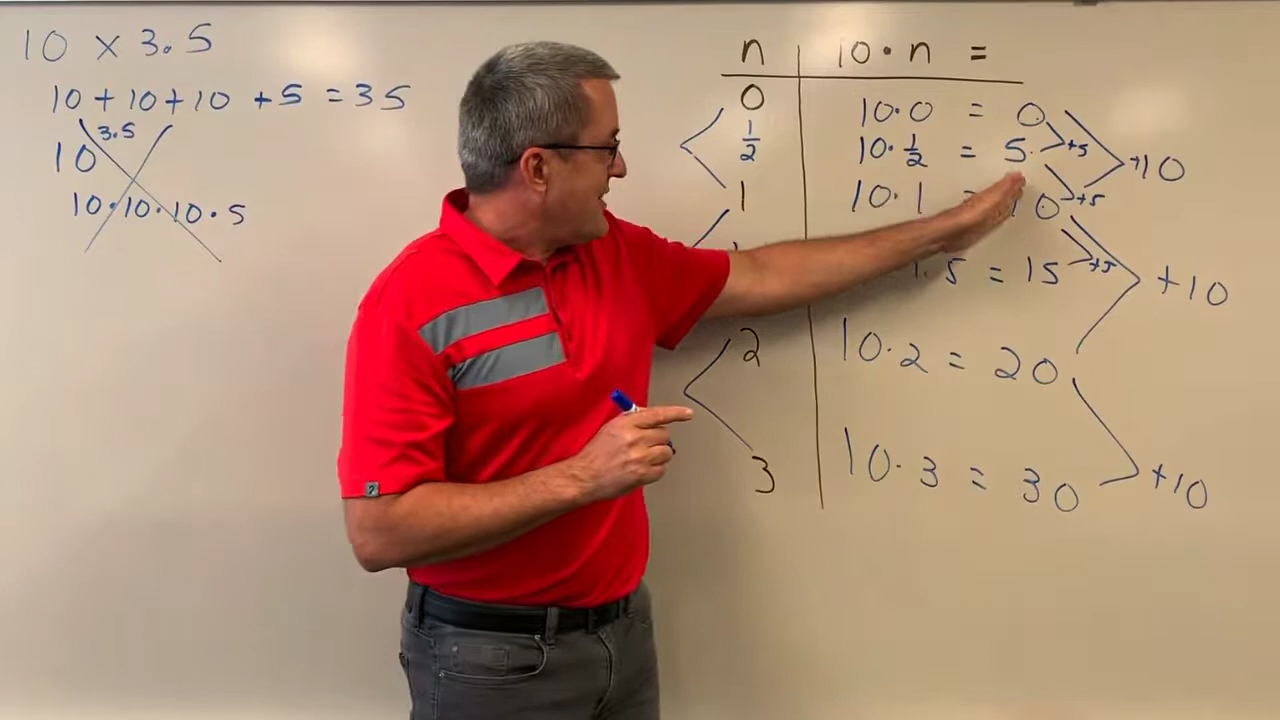 10 × 3.5
10 + 10 + 10 + 5 = 35
10^3.5
10 · 10 · 10 · 5
n 10 · n =
0 10·0 = 0
+5
1/2 10·1/2 = 5
+10
1 10·1 = 10
+5
1.5 = 15
+5
+10
2 10·2 = 20
3 10·3 = 30
+10